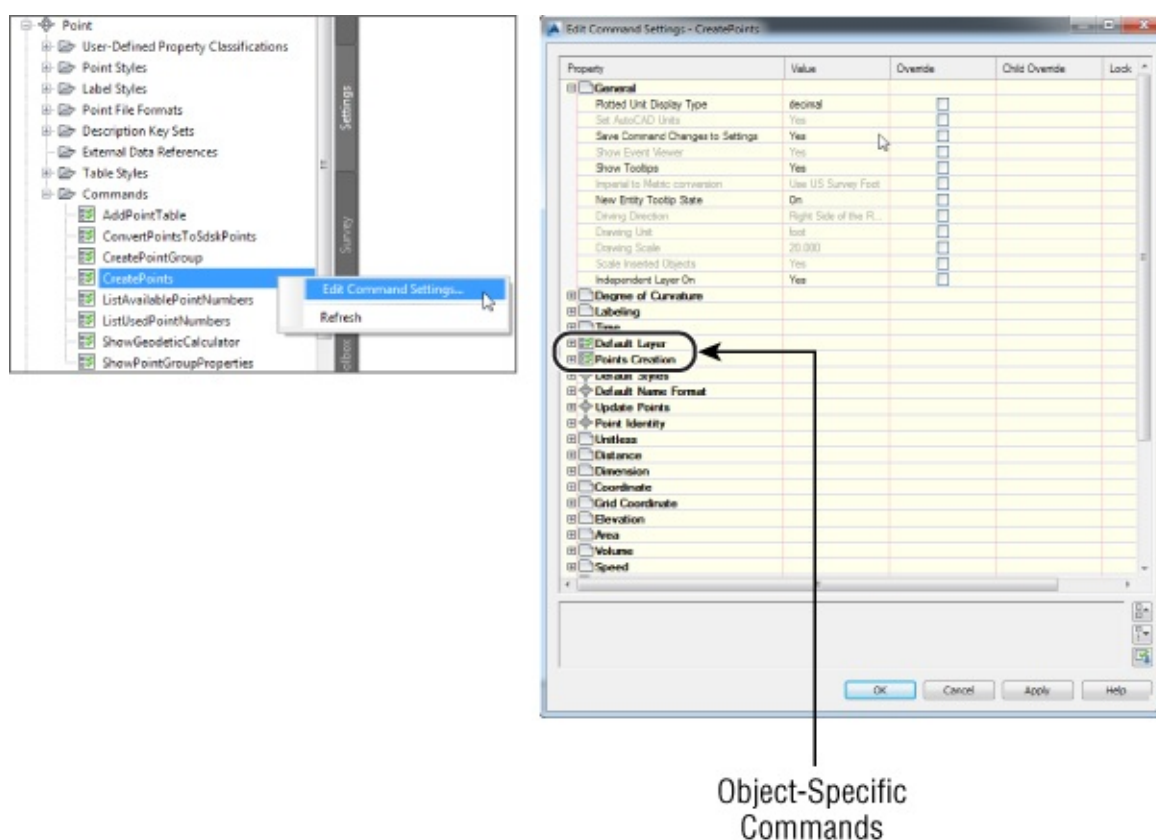 Point
User-Defined Property Classifications
Point Styles
Label Styles
Point File Formats
Description Key Sets
External Data References
Table Styles
Commands
AddPointTable
ConvertPointsToSdskPoints
CreatePointGroup
CreatePoints
ListAvailablePointNumbers
ListUsedPointNumbers
ShowGeodeticCalculator
ShowPointGroupProperties
Edit Command Settings...
Refresh
Settings
Survey
Edit Command Settings - CreatePoints
Property Value Override Child Override Lock
General
Plotted Unit Display Type decimal
Set AutoCAD Units Yes
Save Command Changes to Settings Yes
Show Event Viewer Yes
Show Tooltips Yes
Imperial to Metric conversion Use US Survey Foot
New Entity Tooltip State On
Driving Direction Right Side of the R...
Drawing Unit foot
Drawing Scale 20.000
Scale Inserted Objects Yes
Independent Layer On Yes
Degree of Curvature
Labeling
Time
Default Layer
Points Creation
Default Styles
Default Name Format
Update Points
Point Identity
Unitless
Distance
Dimension
Coordinate
Grid Coordinate
Elevation
Area
Volume
Speed
OK Cancel Apply Help
Object-Specific
Commands